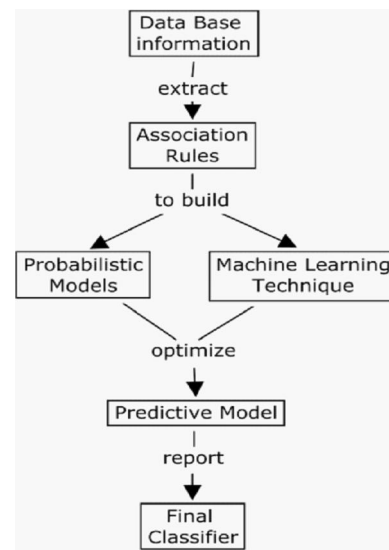 Data Base
information
extract
Association
Rules
to build
Probabilistic
Models
Machine Learning
Technique
optimize
Predictive Model
report
Final
Classifier